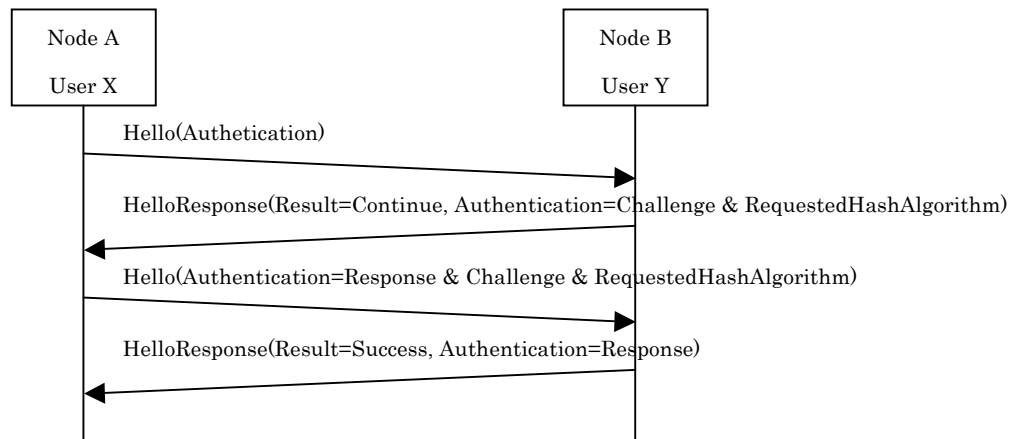 Node A
User X
Node B
User Y
Hello(Authetication)
HelloResponse(Result=Continue, Authentication=Challenge & RequestedHashAlgorithm)
Hello(Authentication=Response & Challenge & RequestedHashAlgorithm)
HelloResponse(Result=Success, Authentication=Response)